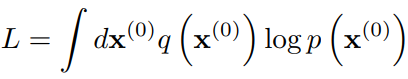 L = ∫ dx⁽⁰⁾ q (x⁽⁰⁾) log p (x⁽⁰⁾)